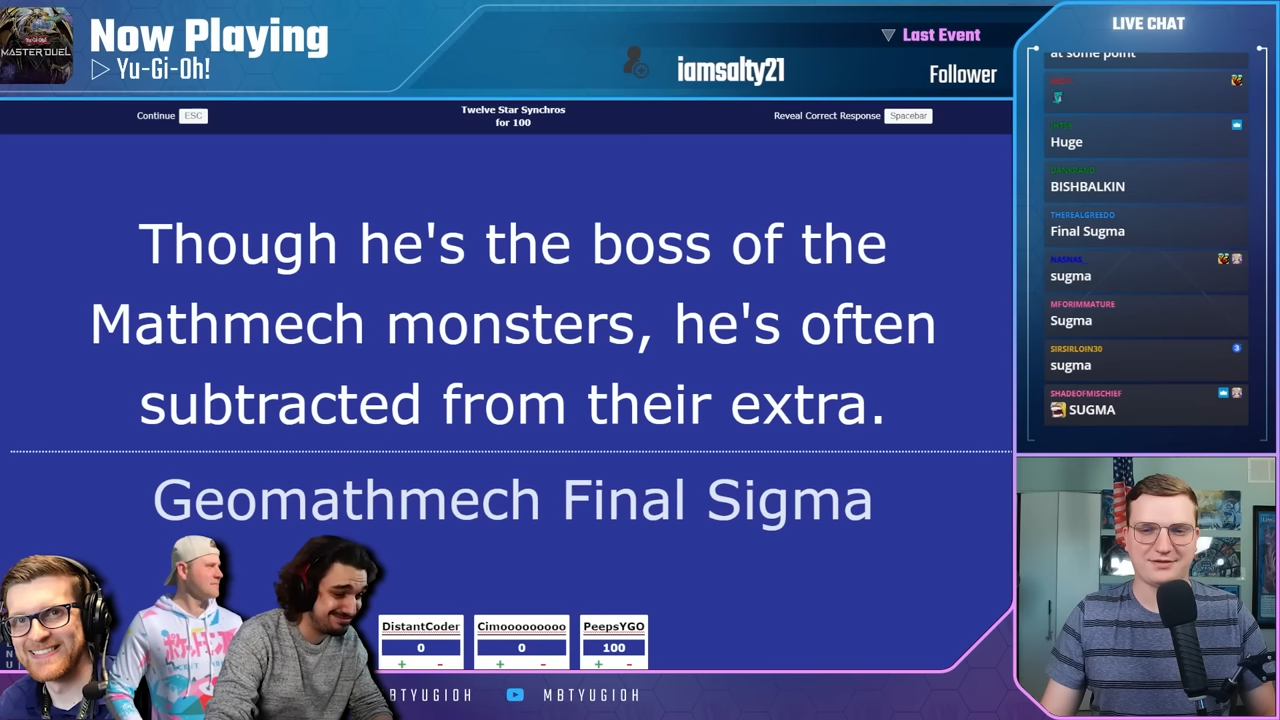 Now Playing
Yu-Gi-Oh!
MASTER DUEL
Last Event
iamsalty21
Follower
LIVE CHAT
Continue ESC
Twelve Star Synchros
for 100
Reveal Correct Response Spacebar
Though he's the boss of the
Mathmech monsters, he's often
subtracted from their extra.
Geomathmech Final Sigma
DistantCoder
0
+ -
Cimooooooooo
0
+ -
PeepsYGO
100
+ -
MBTYUGIOH
at some point
Huge
BISHBALKIN
THEREALGREEDO
Final Sugma
NASNAS_
sugma
MFORIMMATURE
Sugma
SIRSIRLOIN30
3
sugma
SHADEOFMISCHIEF
SUGMA